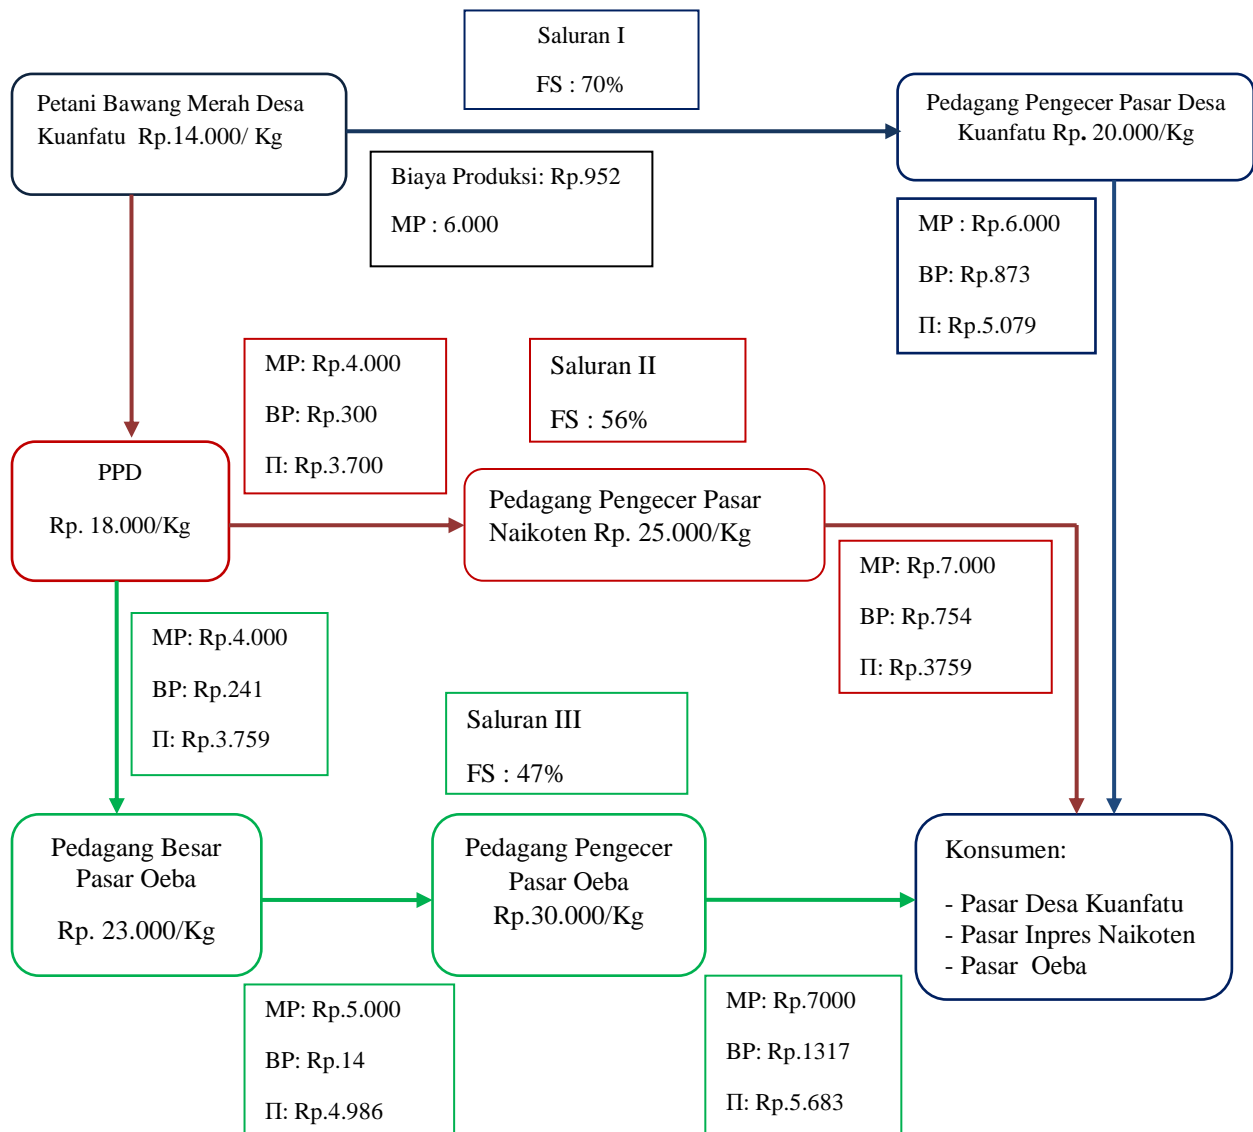 Saluran I
FS : 70%
Petani Bawang Merah Desa
Kuanfatu Rp.14.000/ Kg
Pedagang Pengecer Pasar Desa
Kuanfatu Rp. 20.000/Kg
Biaya Produksi: Rp.952
MP : 6.000
MP : Rp.6.000
BP: Rp.873
Π: Rp.5.079
MP: Rp.4.000
BP: Rp.300
Π: Rp.3.700
Saluran II
FS : 56%
PPD
Rp. 18.000/Kg
Pedagang Pengecer Pasar
Naikoten Rp. 25.000/Kg
MP: Rp.7.000
BP: Rp.754
Π: Rp.3759
MP: Rp.4.000
BP: Rp.241
Π: Rp.3.759
Saluran III
FS : 47%
Pedagang Besar
Pasar Oeba
Rp. 23.000/Kg
Pedagang Pengecer
Pasar Oeba
Rp.30.000/Kg
Konsumen:
- Pasar Desa Kuanfatu
- Pasar Inpres Naikoten
- Pasar Oeba
MP: Rp.5.000
BP: Rp.14
Π: Rp.4.986
MP: Rp.7000
BP: Rp.1317
Π: Rp.5.683